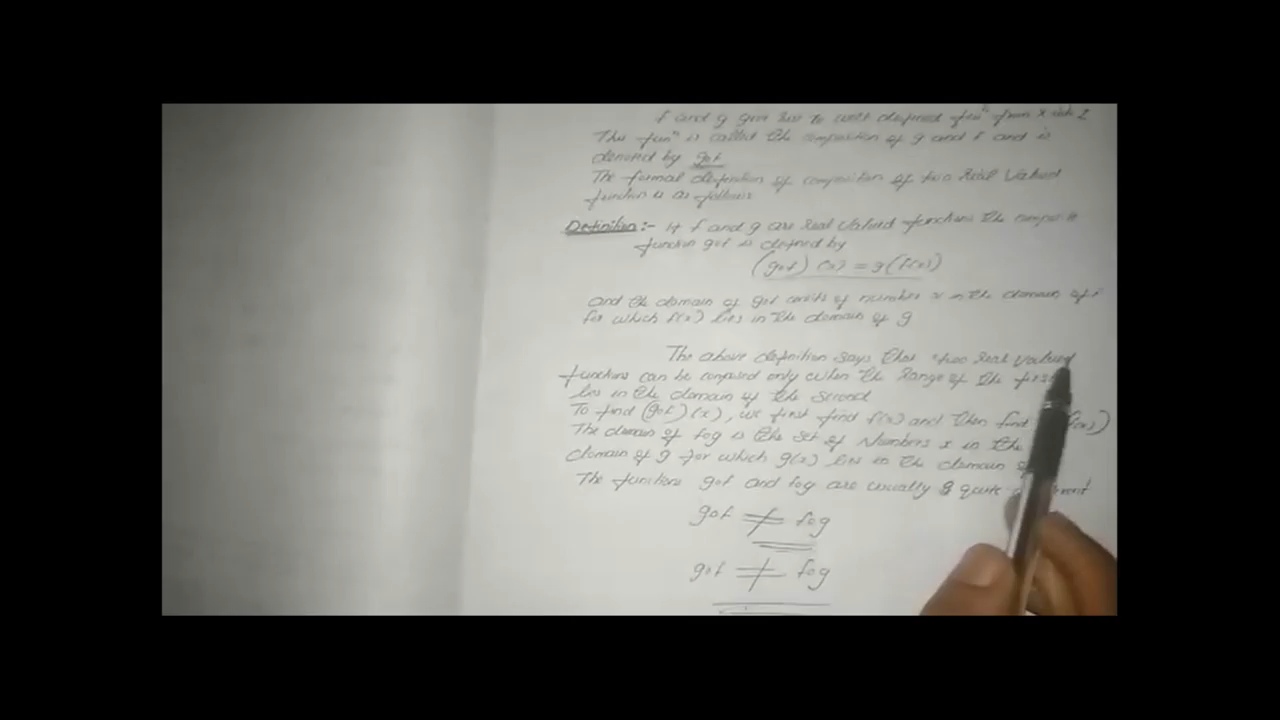 f and g give rise to well defined funⁿ from X into Z
This funⁿ is called the composition of g and f and is
denoted by gof
The formal definition of composition of two Real Valued
function is as follows
Definition:- If f and g are Real Valued functions the composite
function gof is defined by
(gof)(x) = g(f(x))
and the domain of gof of numbers x in the domain of f
for which f(x) lies in the domain of g
The above definition says that two Real Valued
functions can be composed only when the Range of the first
lies in the domain of the second
To find (gof)(x), we first find f(x) and then find
The domain of fog is the set of Numbers x in the
domain of g for which g(x) lies in the domain
The functions gof and fog are usually quite
gof ≠ fog
gof ≠ fog